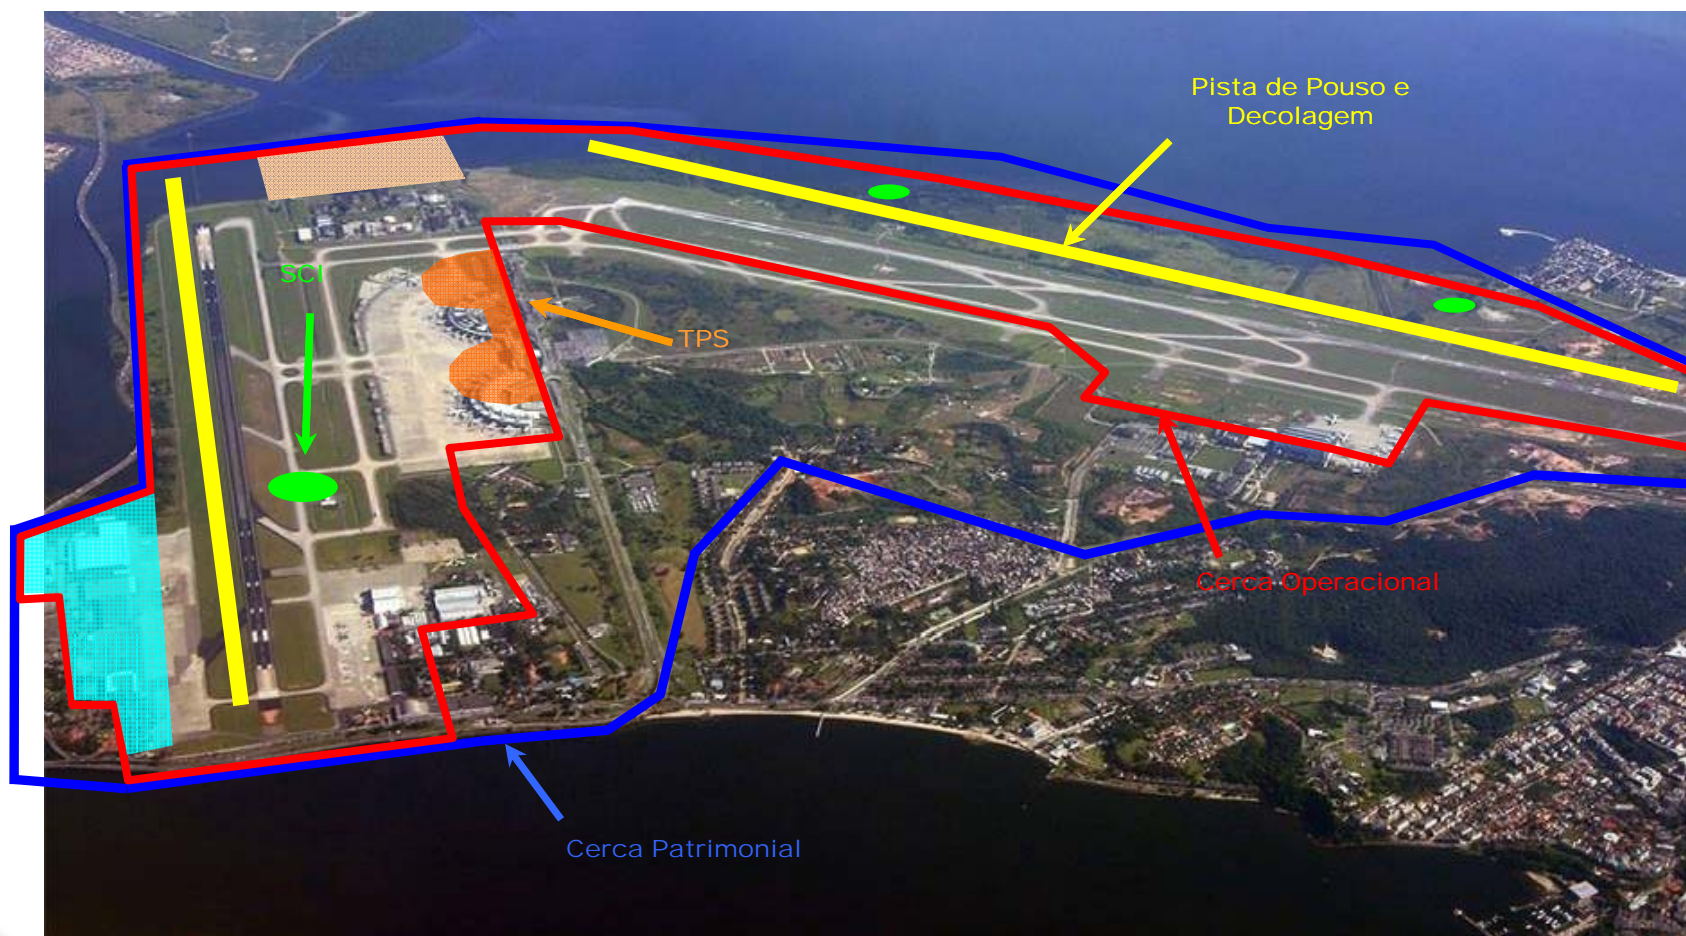 Pista de Pouso e
Decolagem
SCI
TPS
Cerca Operacional
Cerca Patrimonial